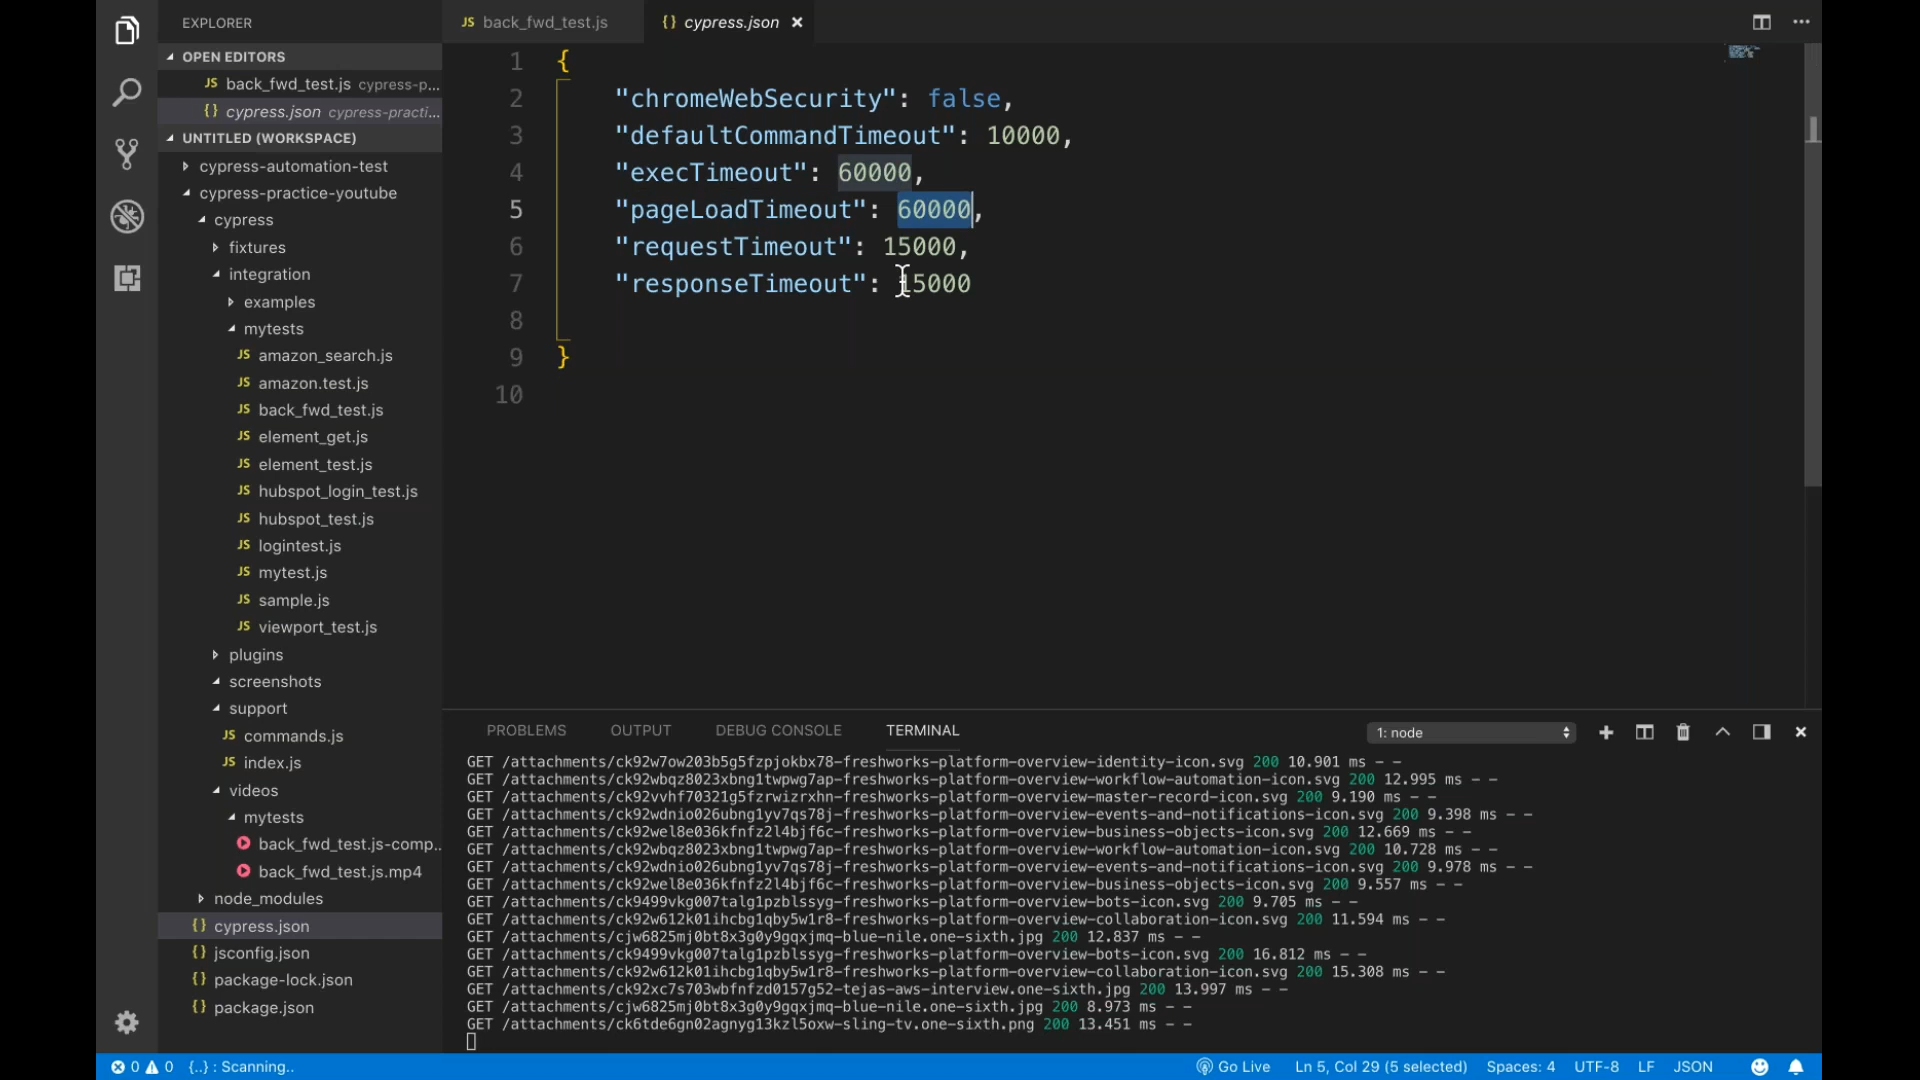 EXPLORER
OPEN EDITORS
JS back_fwd_test.js cypress-p...
{} cypress.json cypress-practi...
UNTITLED (WORKSPACE)
cypress-automation-test
cypress-practice-youtube
cypress
fixtures
integration
examples
mytests
JS amazon_search.js
JS amazon.test.js
JS back_fwd_test.js
JS element_get.js
JS element_test.js
JS hubspot_login_test.js
JS hubspot_test.js
JS logintest.js
JS mytest.js
JS sample.js
JS viewport_test.js
plugins
screenshots
support
JS commands.js
JS index.js
videos
mytests
back_fwd_test.js-comp...
back_fwd_test.js.mp4
node_modules
{} cypress.json
{} jsconfig.json
{} package-lock.json
{} package.json
JS back_fwd_test.js {} cypress.json
1 {
2 "chromeWebSecurity": false,
3 "defaultCommandTimeout": 10000,
4 "execTimeout": 60000,
5 "pageLoadTimeout": 60000,
6 "requestTimeout": 15000,
7 "responseTimeout": 15000
8
9 }
10
PROBLEMS OUTPUT DEBUG CONSOLE TERMINAL 1: node
GET /attachments/ck92w7ow203b5g5fzpjokbx78-freshworks-platform-overview-identity-icon.svg 200 10.901 ms - -
GET /attachments/ck92wbqz8023xbng1twpwg7ap-freshworks-platform-overview-workflow-automation-icon.svg 200 12.995 ms - -
GET /attachments/ck92vvhf70321g5fzrwizrxhn-freshworks-platform-overview-master-record-icon.svg 200 9.190 ms - -
GET /attachments/ck92wdnio026ubng1yv7qs78j-freshworks-platform-overview-events-and-notifications-icon.svg 200 9.398 ms - -
GET /attachments/ck92wel8e036kfnfz2l4bjf6c-freshworks-platform-overview-business-objects-icon.svg 200 12.669 ms - -
GET /attachments/ck92wbqz8023xbng1twpwg7ap-freshworks-platform-overview-workflow-automation-icon.svg 200 10.728 ms - -
GET /attachments/ck92wdnio026ubng1yv7qs78j-freshworks-platform-overview-events-and-notifications-icon.svg 200 9.978 ms - -
GET /attachments/ck92wel8e036kfnfz2l4bjf6c-freshworks-platform-overview-business-objects-icon.svg 200 9.557 ms - -
GET /attachments/ck9499vkg007talg1pzblssyg-freshworks-platform-overview-bots-icon.svg 200 9.705 ms - -
GET /attachments/ck92w612k01ihcbg1qby5w1r8-freshworks-platform-overview-collaboration-icon.svg 200 11.594 ms - -
GET /attachments/cjw6825mj0bt8x3g0y9gqxjmq-blue-nile.one-sixth.jpg 200 12.837 ms - -
GET /attachments/ck9499vkg007talg1pzblssyg-freshworks-platform-overview-bots-icon.svg 200 16.812 ms - -
GET /attachments/ck92w612k01ihcbg1qby5w1r8-freshworks-platform-overview-collaboration-icon.svg 200 15.308 ms - -
GET /attachments/ck92xc7s703wbfnfzd0157g52-tejas-aws-interview.one-sixth.jpg 200 13.997 ms - -
GET /attachments/cjw6825mj0bt8x3g0y9gqxjmq-blue-nile.one-sixth.jpg 200 8.973 ms - -
GET /attachments/ck6tde6gn02agnyg13kzl5oxw-sling-tv.one-sixth.png 200 13.451 ms - -
0 0 {..} : Scanning.. Go Live Ln 5, Col 29 (5 selected) Spaces: 4 UTF-8 LF JSON